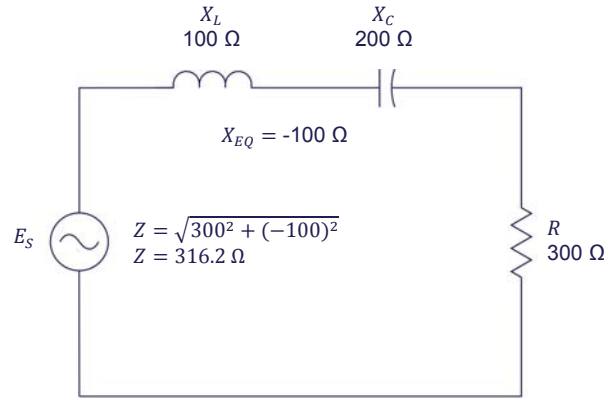 X_L
100 Ω
X_C
200 Ω
X_EQ = -100 Ω
E_S
Z = √300² + (−100)²
Z = 316.2 Ω
R
300 Ω